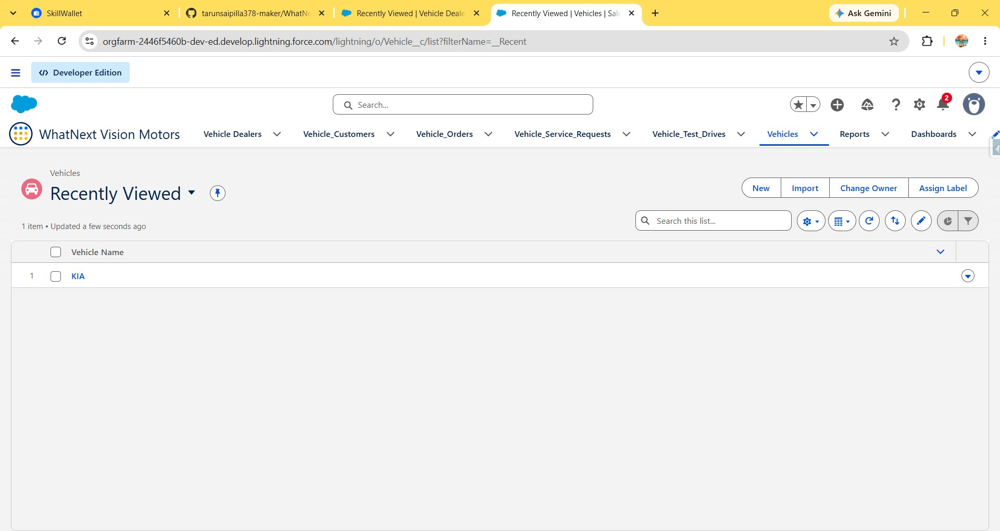 SkillWallet
tarunsaipilla378-maker/WhatNe
Recently Viewed | Vehicle Deale
Recently Viewed | Vehicles | Sale
Ask Gemini
orgfarm-2446f5460b-dev-ed.develop.lightning.force.com/lightning/o/Vehicle__c/list?filterName=__Recent
Developer Edition
Search...
2
WhatNext Vision Motors
Vehicle Dealers
Vehicle_Customers
Vehicle_Orders
Vehicle_Service_Requests
Vehicle_Test_Drives
Vehicles
Reports
Dashboards
Vehicles
Recently Viewed
New
Import
Change Owner
Assign Label
1 item • Updated a few seconds ago
Search this list...
Vehicle Name
1
KIA